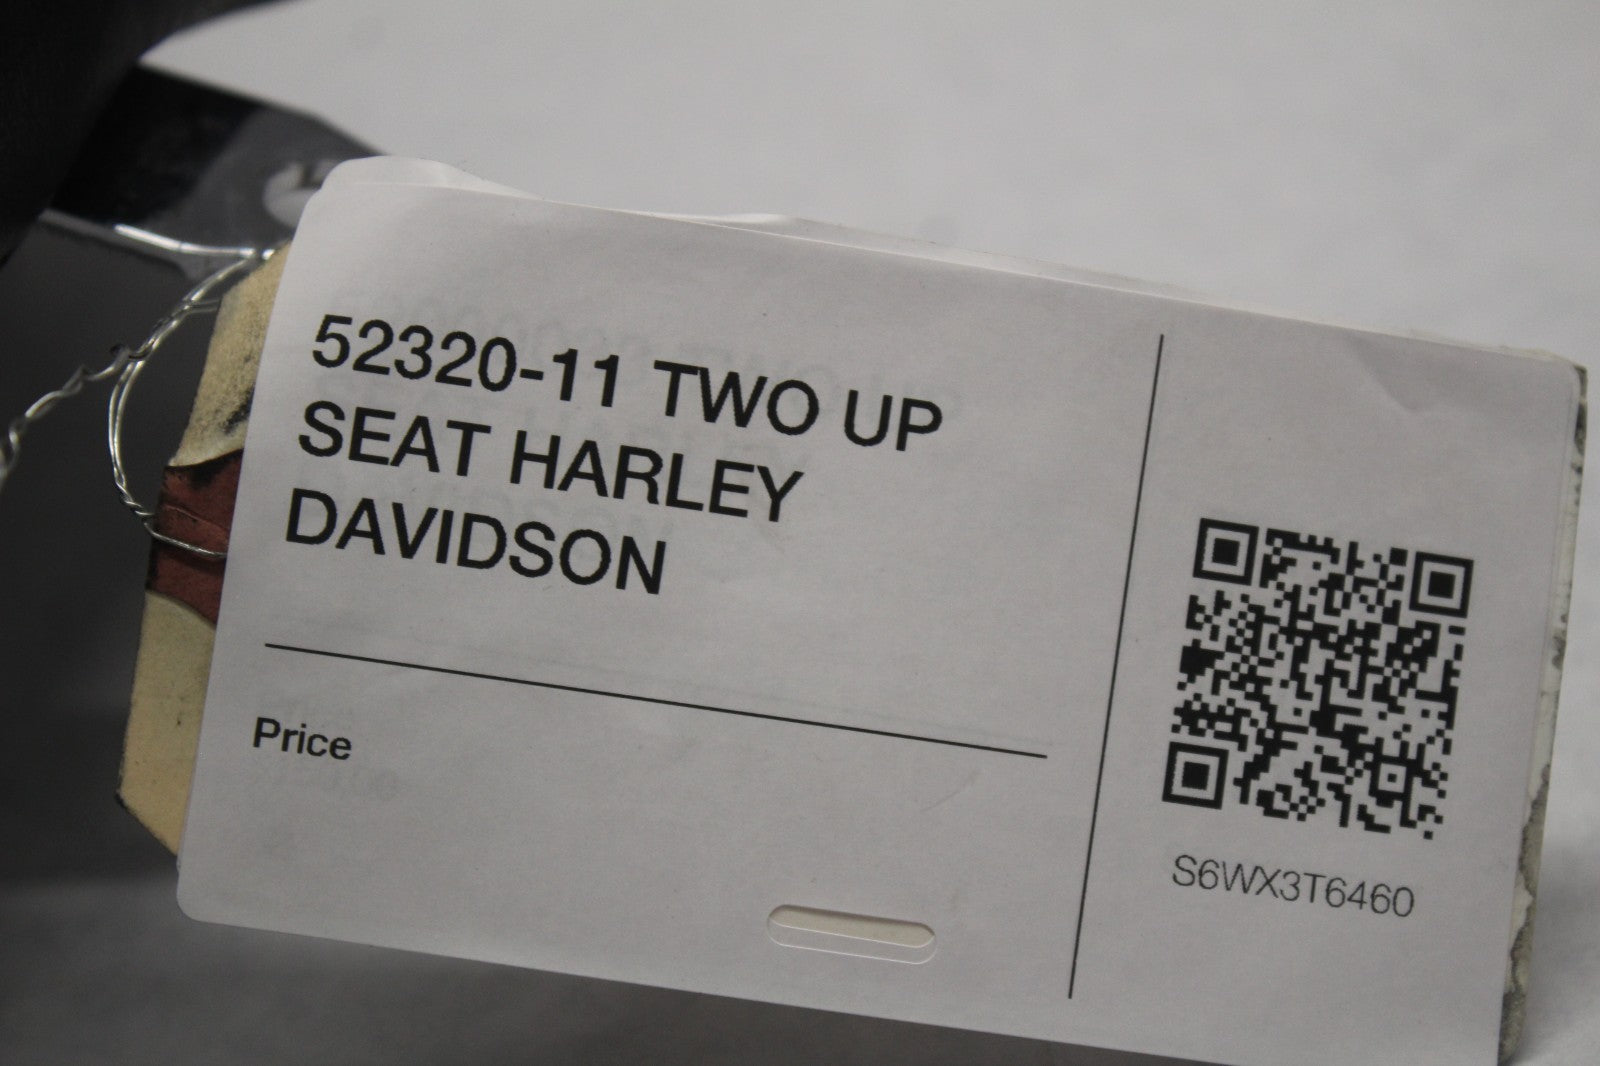 52320-11 TWO UP
SEAT HARLEY
DAVIDSON
Price
S6WX3T6460